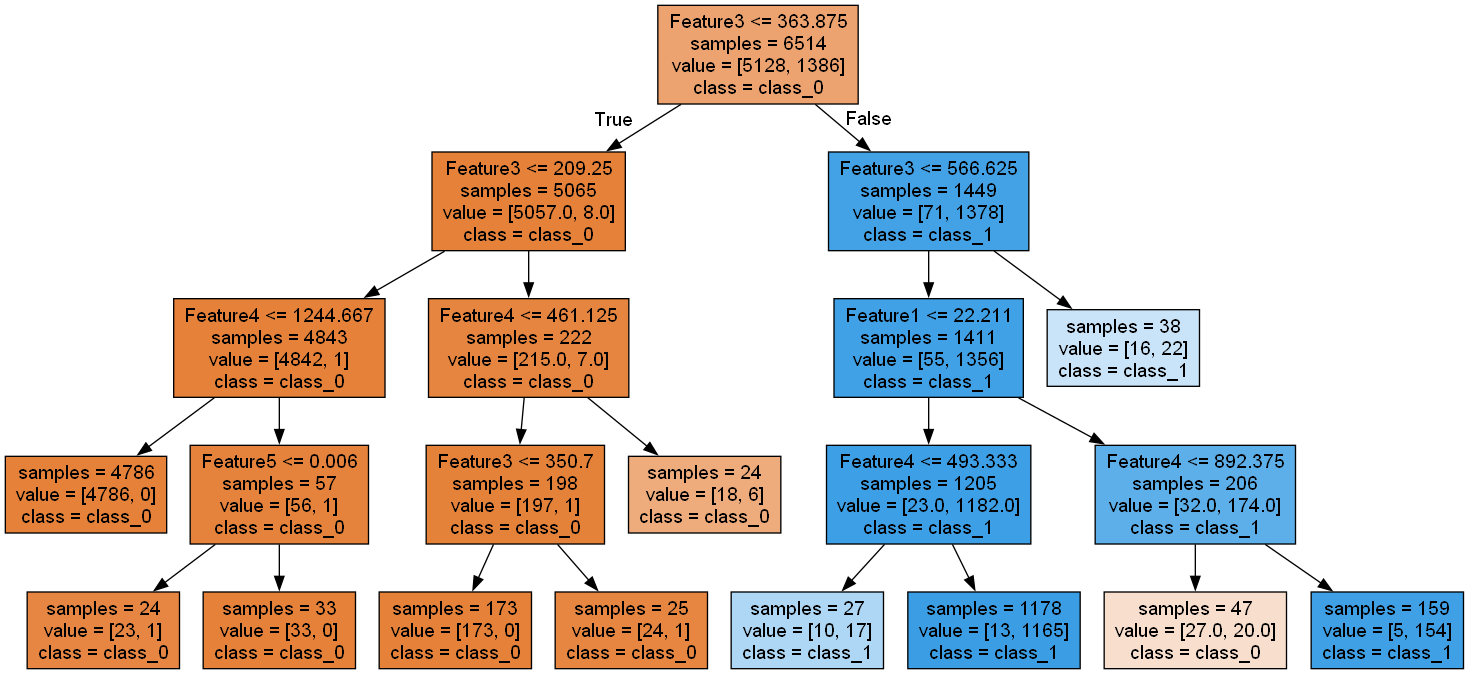 Feature3 <= 363.875
samples = 6514
value = [5128, 1386]
class = class_0
True
False
Feature3 <= 209.25
samples = 5065
value = [5057.0, 8.0]
class = class_0
Feature3 <= 566.625
samples = 1449
value = [71, 1378]
class = class_1
Feature4 <= 1244.667
samples = 4843
value = [4842, 1]
class = class_0
Feature4 <= 461.125
samples = 222
value = [215.0, 7.0]
class = class_0
Feature1 <= 22.211
samples = 1411
value = [55, 1356]
class = class_1
samples = 38
value = [16, 22]
class = class_1
samples = 4786
value = [4786, 0]
class = class_0
Feature5 <= 0.006
samples = 57
value = [56, 1]
class = class_0
Feature3 <= 350.7
samples = 198
value = [197, 1]
class = class_0
samples = 24
value = [18, 6]
class = class_0
Feature4 <= 493.333
samples = 1205
value = [23.0, 1182.0]
class = class_1
Feature4 <= 892.375
samples = 206
value = [32.0, 174.0]
class = class_1
samples = 24
value = [23, 1]
class = class_0
samples = 33
value = [33, 0]
class = class_0
samples = 173
value = [173, 0]
class = class_0
samples = 25
value = [24, 1]
class = class_0
samples = 27
value = [10, 17]
class = class_1
samples = 1178
value = [13, 1165]
class = class_1
samples = 47
value = [27.0, 20.0]
class = class_0
samples = 159
value = [5, 154]
class = class_1